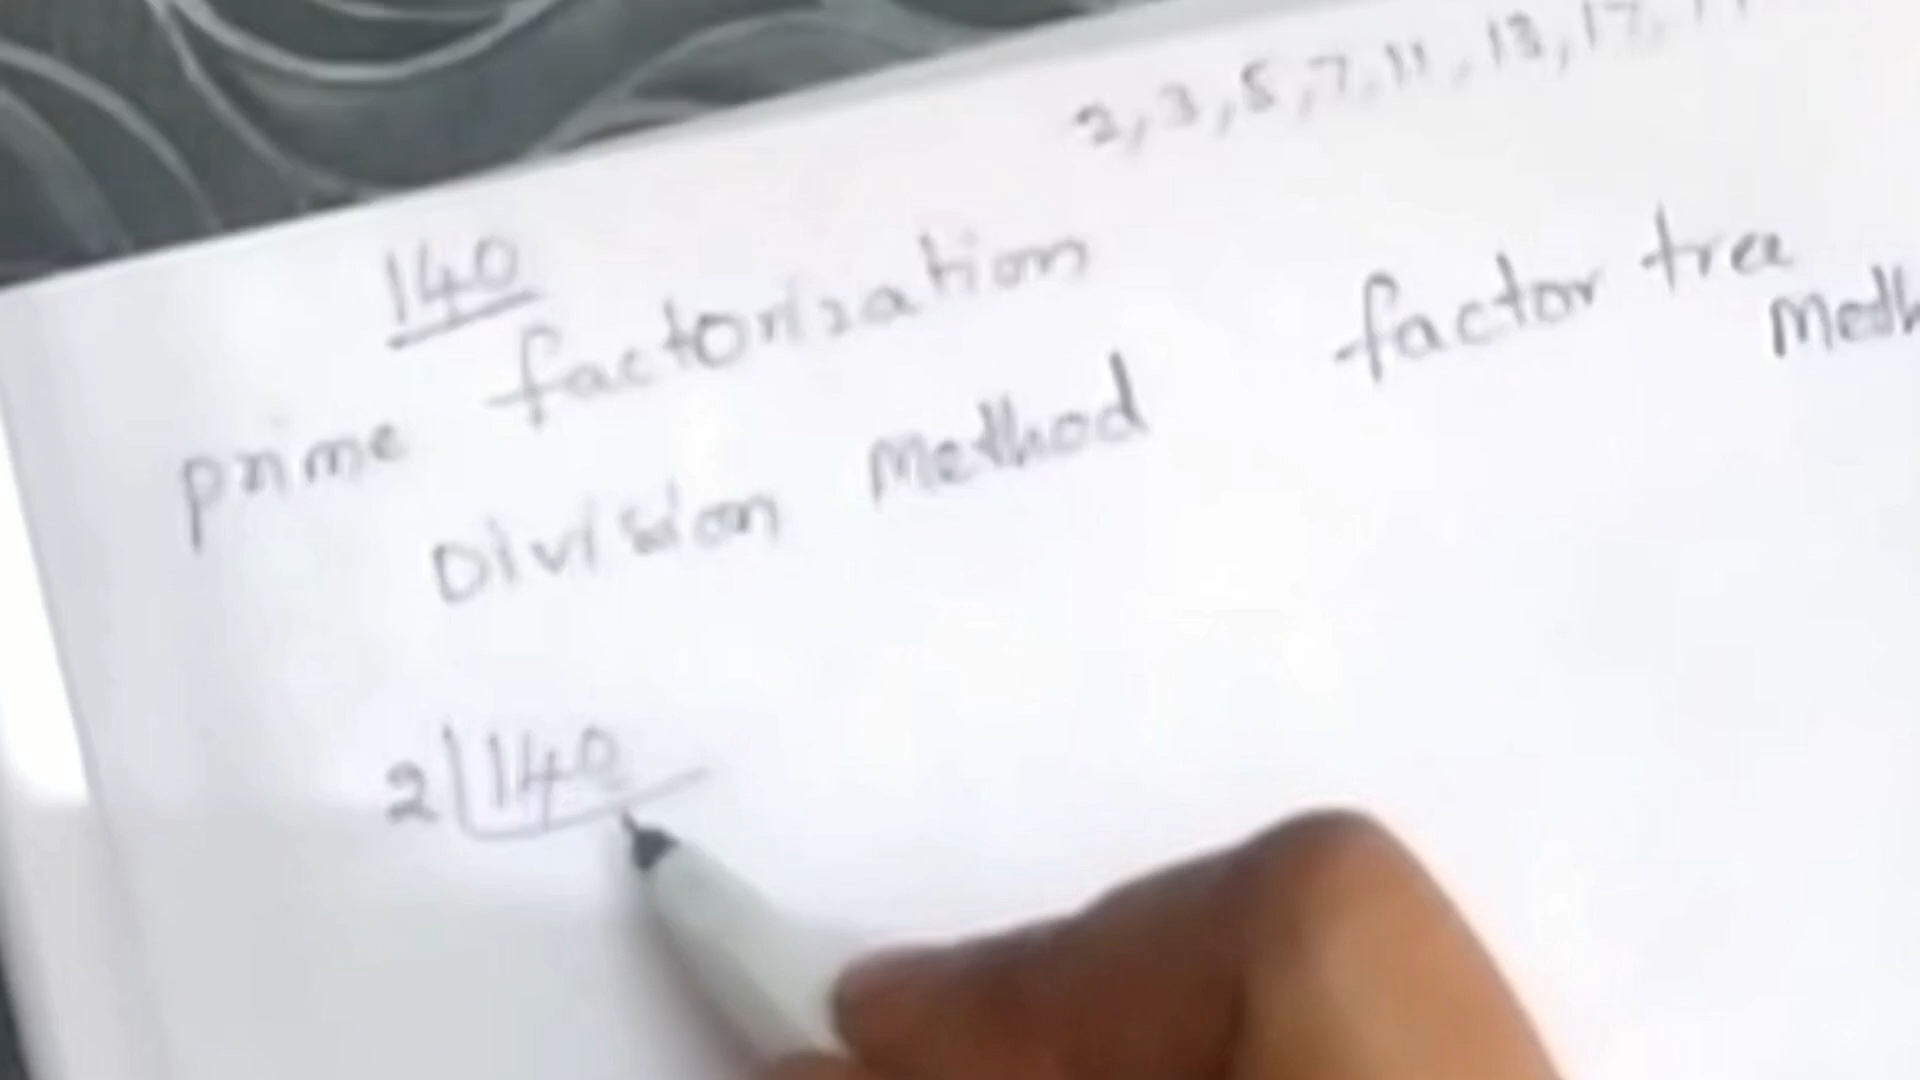 2, 3, 5, 7, 11, 13, 17,
140
prime factorization
Division Method
factor tree
2 140